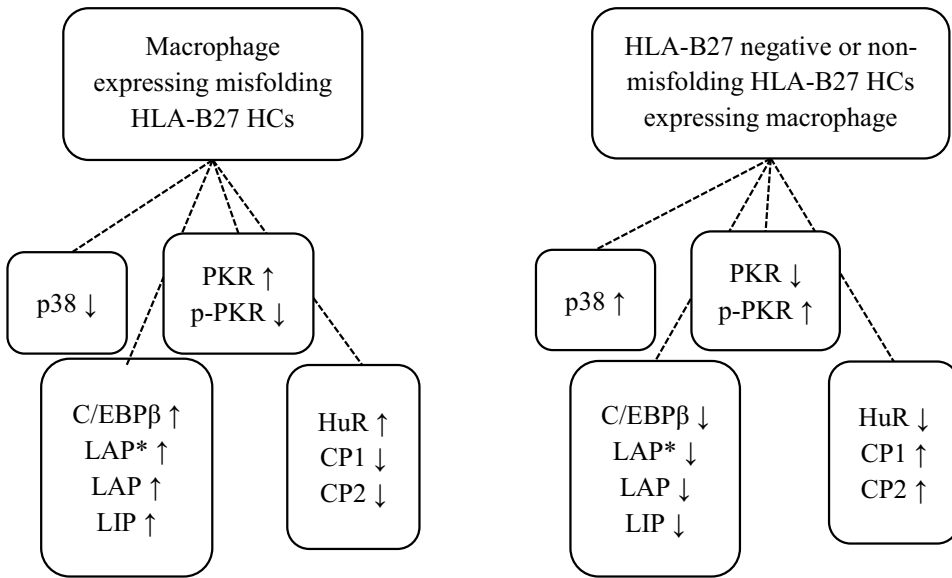 Macrophage
expressing misfolding
HLA-B27 HCs
p38 ↓
PKR ↑
p-PKR ↓
C/EBPβ ↑
LAP* ↑
LAP ↑
LIP ↑
HuR ↑
CP1 ↓
CP2 ↓
HLA-B27 negative or non-
misfolding HLA-B27 HCs
expressing macrophage
p38 ↑
PKR ↓
p-PKR ↑
C/EBPβ ↓
LAP* ↓
LAP ↓
LIP ↓
HuR ↓
CP1 ↑
CP2 ↑